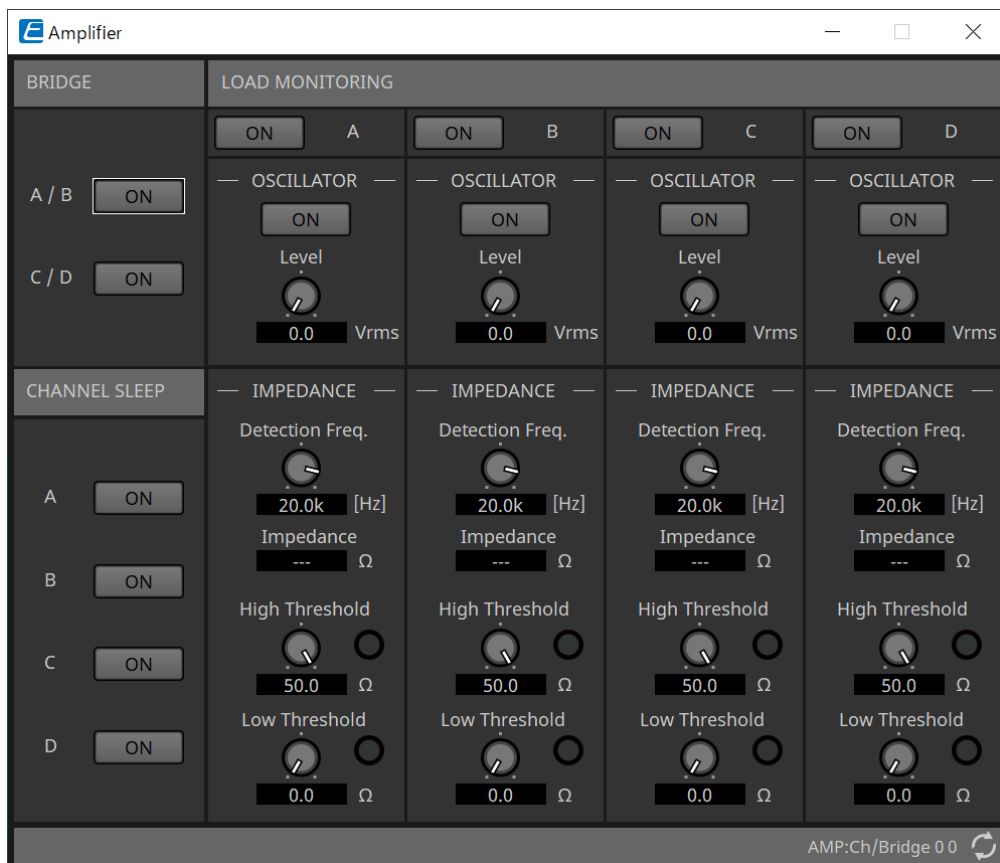 E Amplifier
BRIDGE
LOAD MONITORING
ON A ON B ON C ON D
A / B ON
C / D ON
OSCILLATOR OSCILLATOR OSCILLATOR OSCILLATOR
ON ON ON ON
Level Level Level Level
0.0 Vrms 0.0 Vrms 0.0 Vrms 0.0 Vrms
CHANNEL SLEEP
A ON
B ON
C ON
D ON
IMPEDANCE IMPEDANCE IMPEDANCE IMPEDANCE
Detection Freq. Detection Freq. Detection Freq. Detection Freq.
20.0k [Hz] 20.0k [Hz] 20.0k [Hz] 20.0k [Hz]
Impedance Impedance Impedance Impedance
--- Ω --- Ω --- Ω --- Ω
High Threshold High Threshold High Threshold High Threshold
50.0 Ω 50.0 Ω 50.0 Ω 50.0 Ω
Low Threshold Low Threshold Low Threshold Low Threshold
0.0 Ω 0.0 Ω 0.0 Ω 0.0 Ω
AMP:Ch/Bridge 0 0